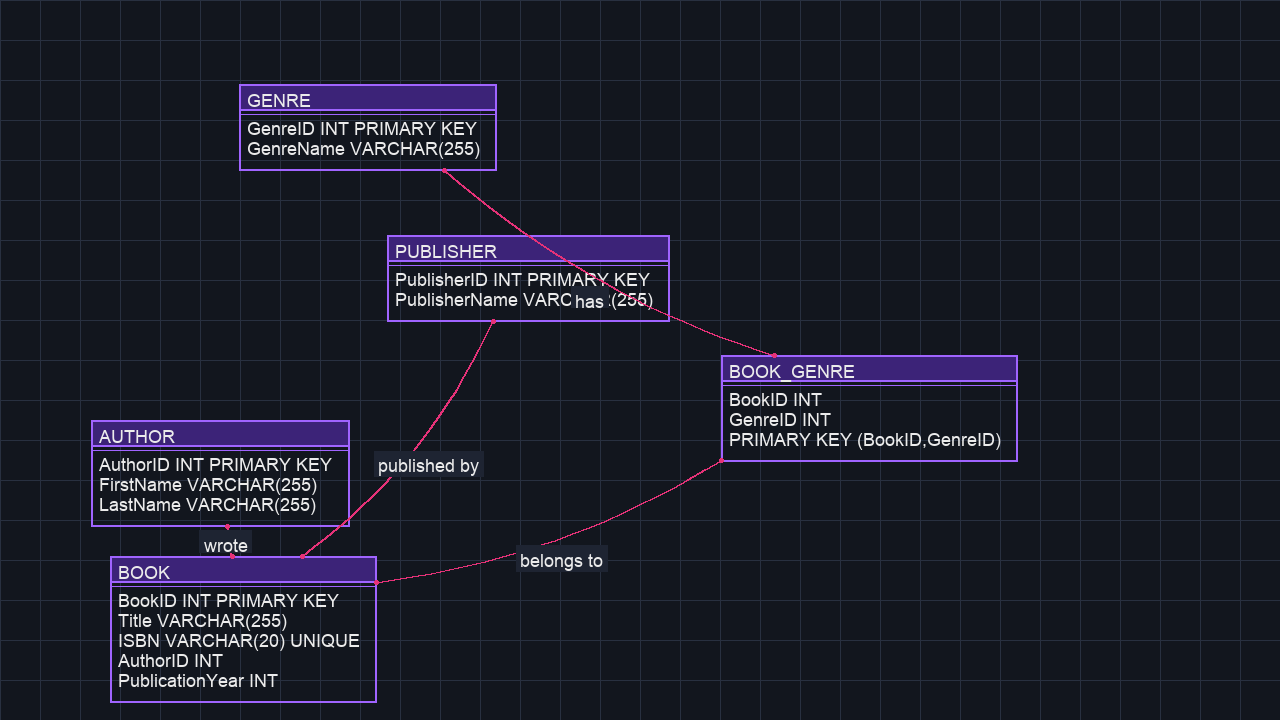 GENRE
GenreID INT PRIMARY KEY
GenreName VARCHAR(255)
PUBLISHER
PublisherID INT PRIMARY KEY
PublisherName VARC
has
(255)
BOOK_GENRE
BookID INT
GenreID INT
PRIMARY KEY (BookID,GenreID)
AUTHOR
AuthorID INT PRIMARY KEY
FirstName VARCHAR(255)
LastName VARCHAR(255)
published by
wrote
belongs to
BOOK
BookID INT PRIMARY KEY
Title VARCHAR(255)
ISBN VARCHAR(20) UNIQUE
AuthorID INT
PublicationYear INT